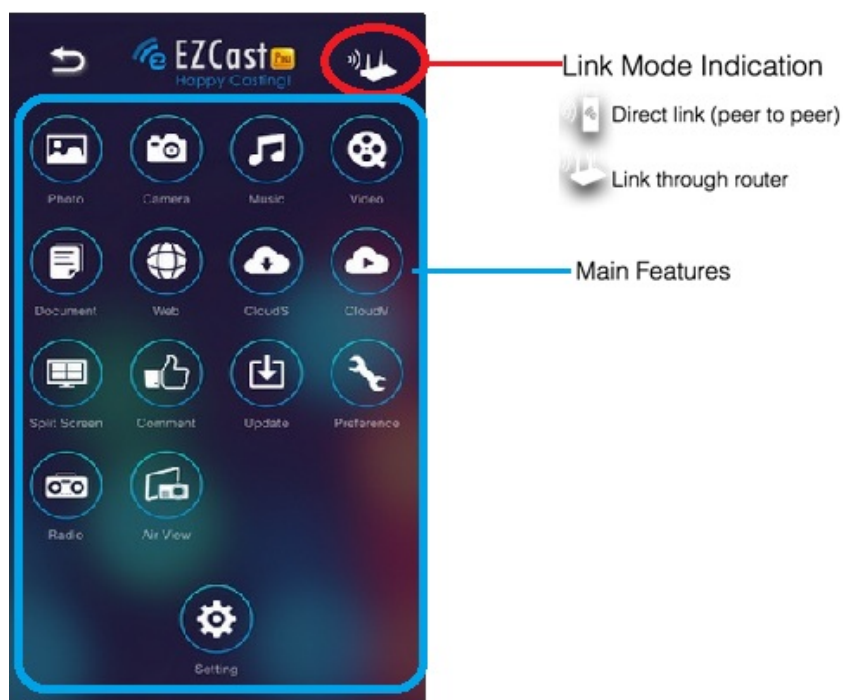 EZCast Pro
Happy Casting!
Link Mode Indication
Direct link (peer to peer)
Link through router
Photo Camera Music Video
Main Features
Document Web CloudS CloudV
Split Screen Comment Update Preference
Radio Air View
Setting